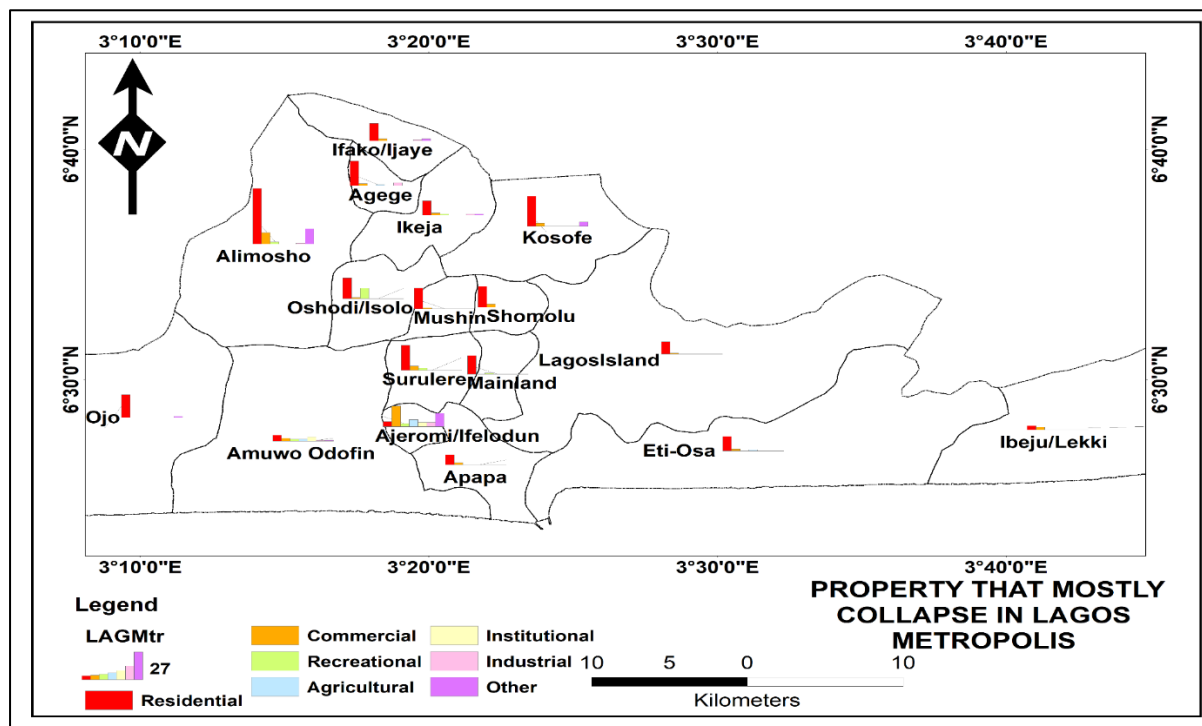 3°10'0"E 3°20'0"E 3°30'0"E 3°40'0"E
6°40'0"N 6°40'0"N
N
Ifako/Ijaye
Agege
Ikeja
Kosofe
Alimosho
Oshodi/Isolo
Mushin
Shomolu
LagosIsland
Surulere
Mainland
6°30'0"N 6°30'0"N
Ojo
Ajeromi/Ifelodun
Amuwo Odofin
Eti-Osa
Ibeju/Lekki
Apapa
3°10'0"E 3°20'0"E 3°30'0"E 3°40'0"E
PROPERTY THAT MOSTLY
COLLAPSE IN LAGOS
METROPOLIS
Legend
LAGMtr
27
Residential
Commercial
Recreational
Agricultural
Institutional
Industrial
Other
10 5 0 10
Kilometers